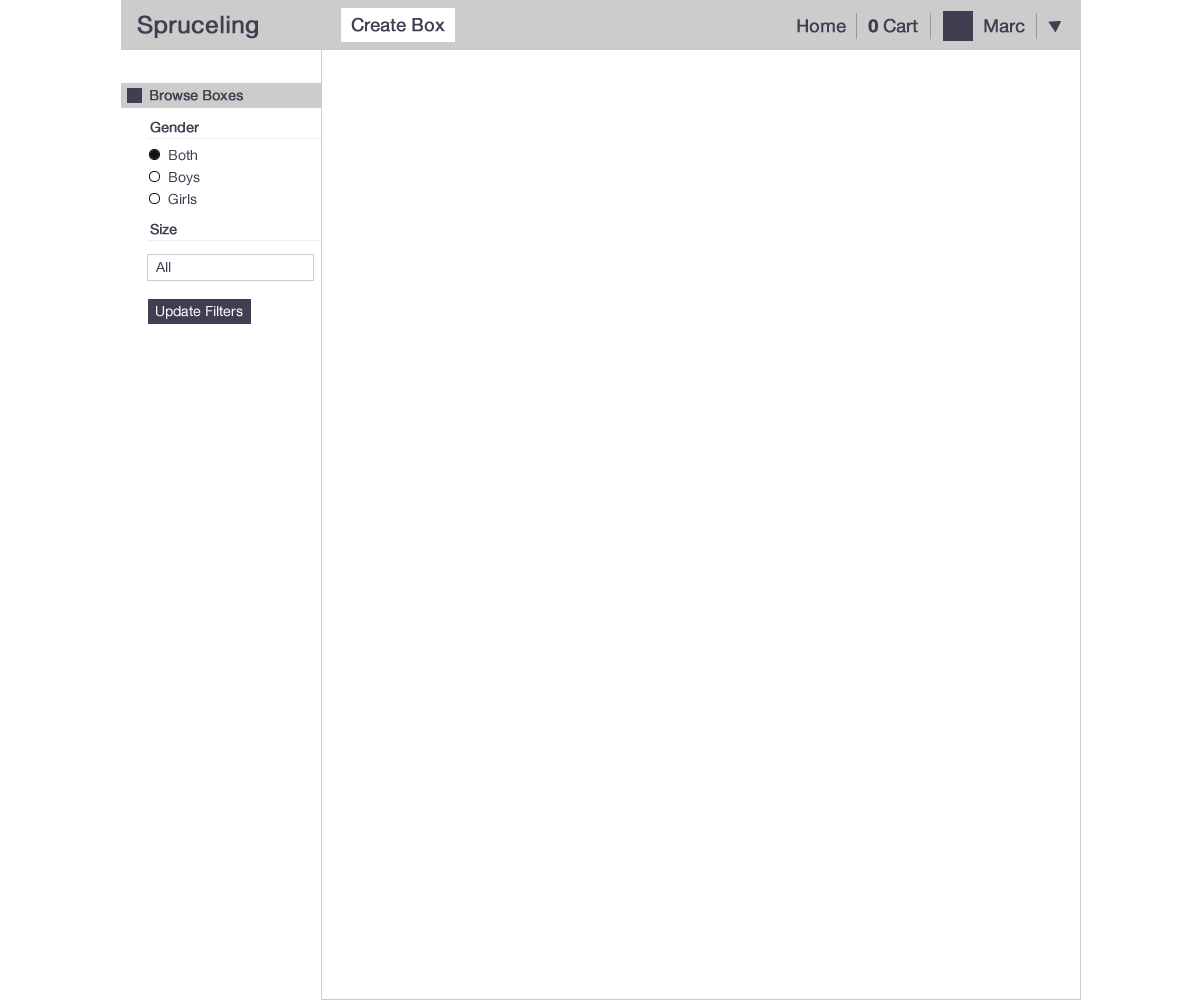 Spruceling
Create Box
Home
0 Cart
Marc
Browse Boxes
Gender
Both
Boys
Girls
Size
All
Update Filters